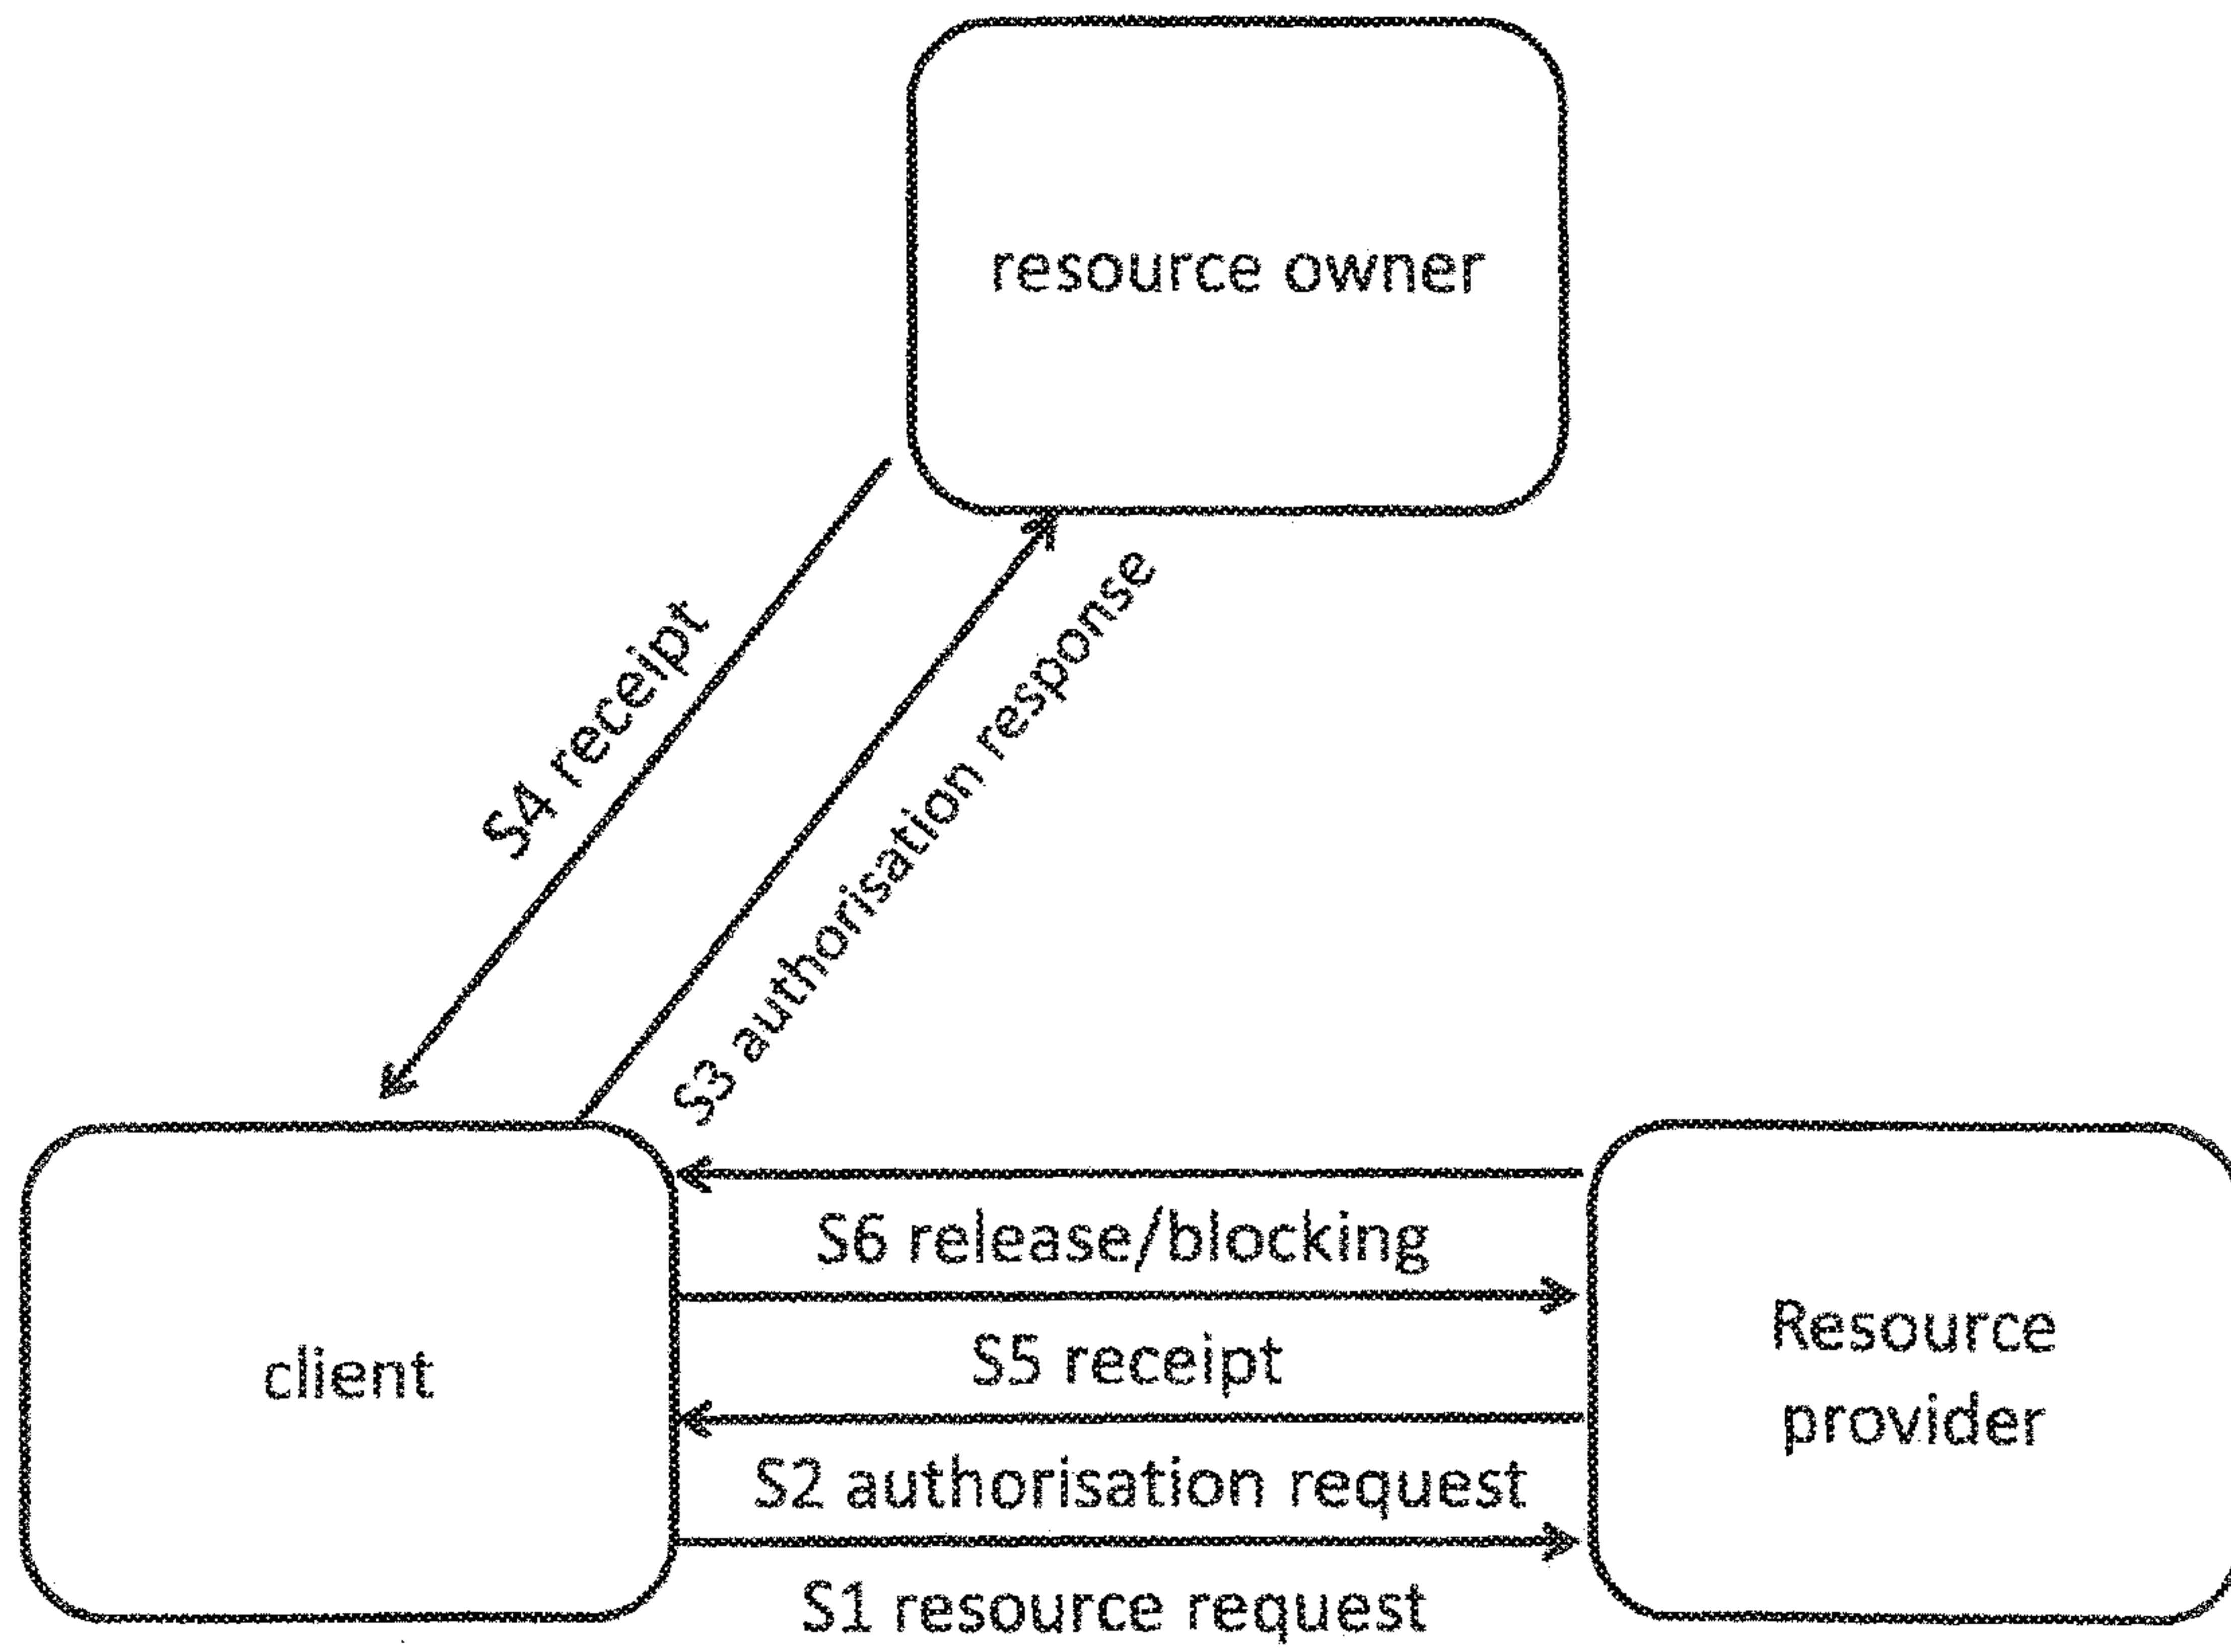 resource owner
S4 receipt
S3 authorisation response
S6 release/blocking
client
S5 receipt
Resource
provider
S2 authorisation request
S1 resource request